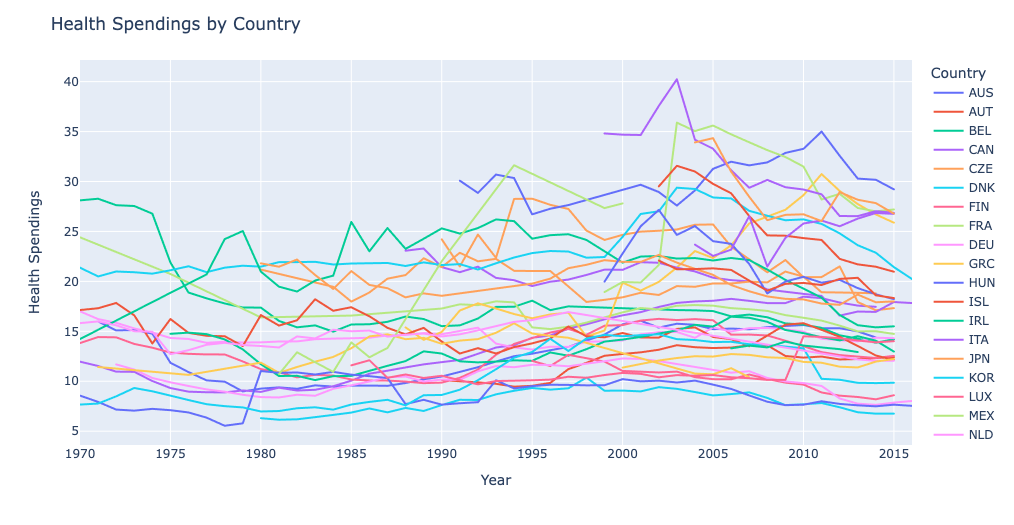 Health Spendings by Country
Health Spendings
40
35
30
25
20
15
10
5
1970
1975
1980
1985
1990
1995
2000
2005
2010
2015
Year
Country
AUS
AUT
BEL
CAN
CZE
DNK
FIN
FRA
DEU
GRC
HUN
ISL
IRL
ITA
JPN
KOR
LUX
MEX
NLD